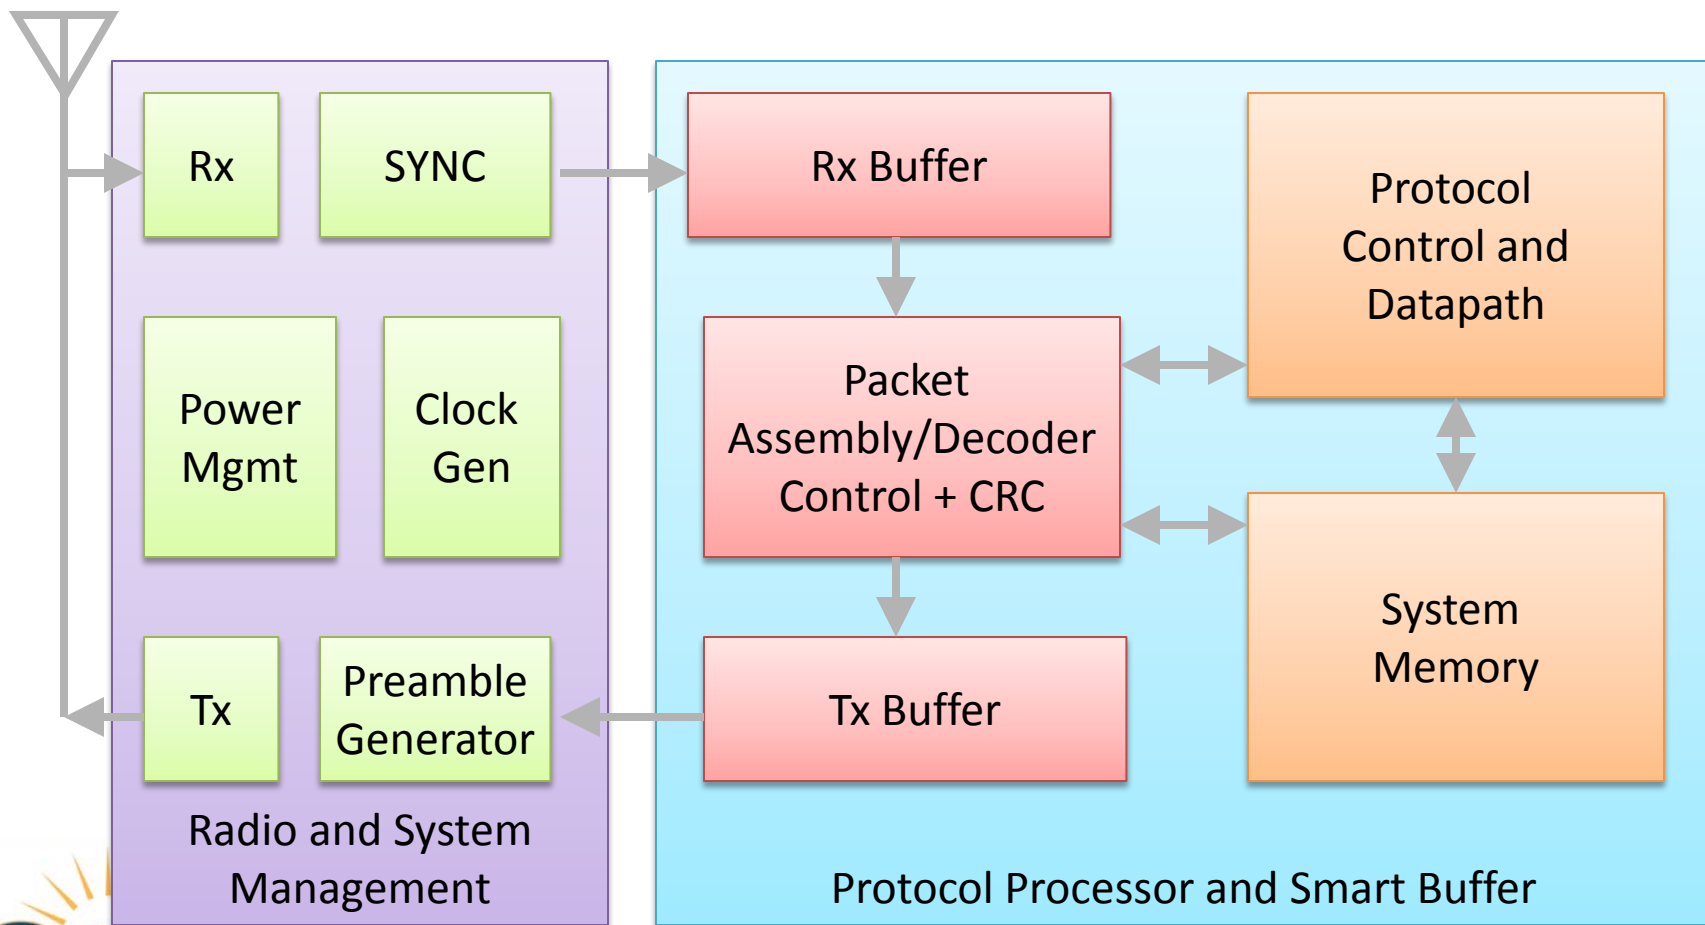 Rx
SYNC
Rx Buffer
Protocol
Control and
Datapath
Power
Mgmt
Clock
Gen
Packet
Assembly/Decoder
Control + CRC
System
Memory
Tx
Preamble
Generator
Tx Buffer
Radio and System
Management
Protocol Processor and Smart Buffer